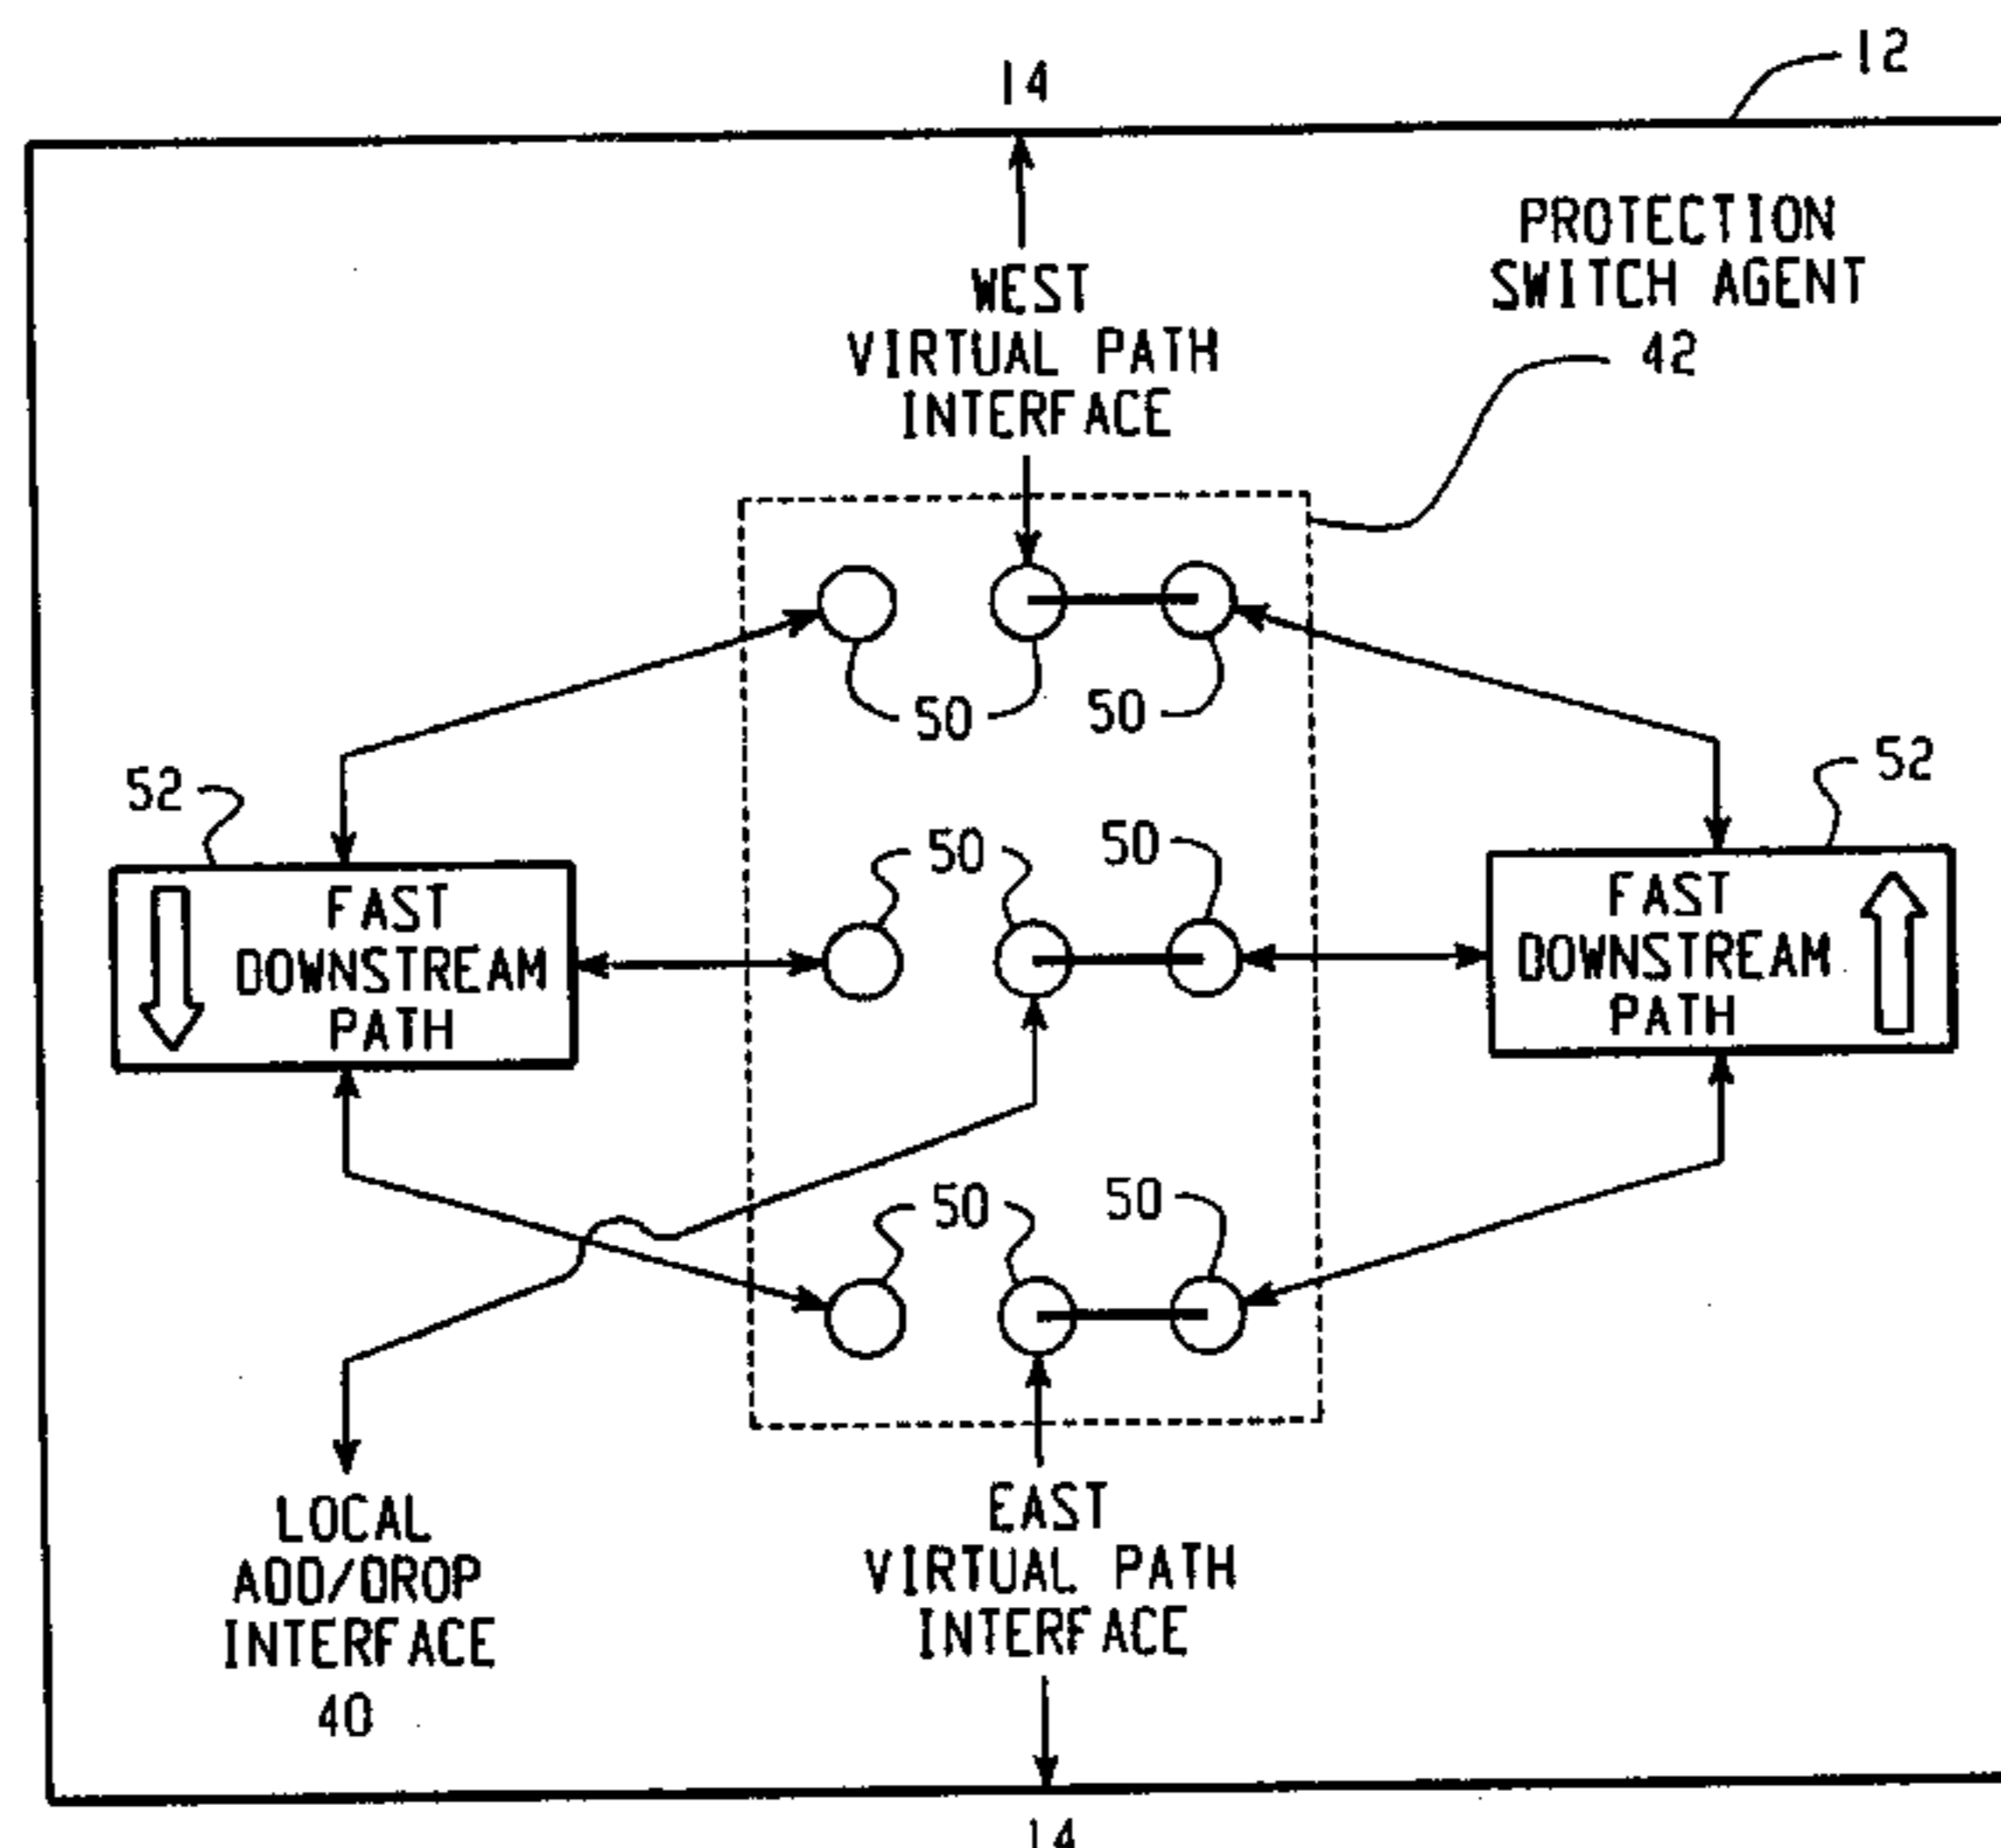 12
14
PROTECTION
SWITCH AGENT
42
WEST
VIRTUAL PATH
INTERFACE
50
50
52
52
50
50
FAST
DOWNSTREAM
PATH
FAST
DOWNSTREAM
PATH
50
50
LOCAL
ADD/DROP
INTERFACE
40
EAST
VIRTUAL PATH
INTERFACE
14